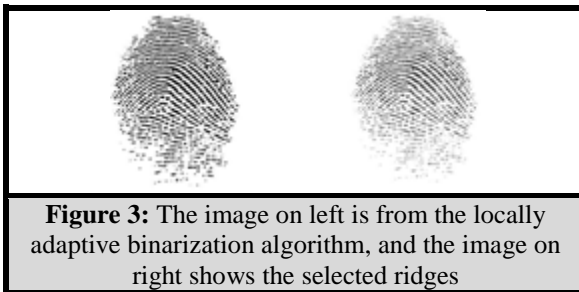 Figure 3: The image on left is from the locally
adaptive binarization algorithm, and the image on
right shows the selected ridges